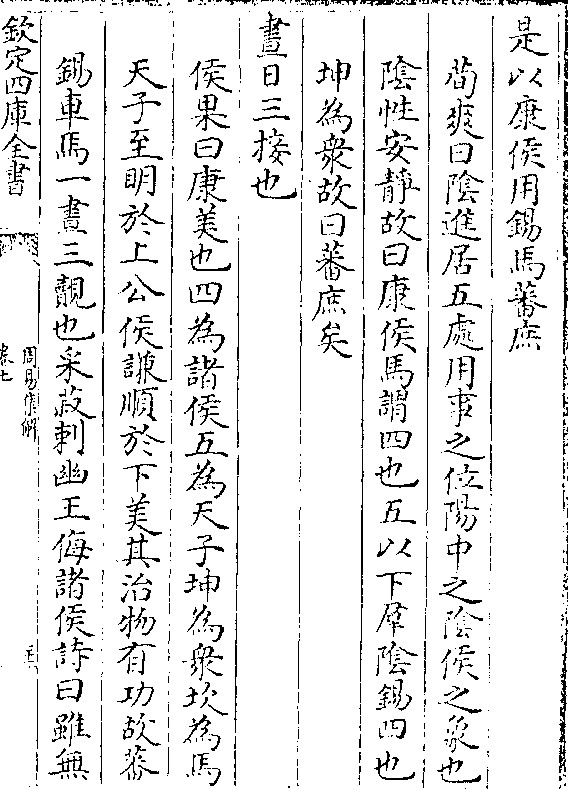 是以康侯用錫馬蕃庶
荀爽曰陰進居五處用事之位陽中之陰侯之象也
陰性安靜故曰康侯馬謂四也五以下羣陰錫四也
坤為衆故曰蕃庶矣
晝日三接也
侯果曰康美也四為諸侯五為天子坤為衆坎為馬
天子至明於上公侯謙順於下美其治物有功故蕃
錫車馬一晝三覿也采菽刺幽王侮諸侯詩曰雖無
欽定四庫全書
周易集解
卷七